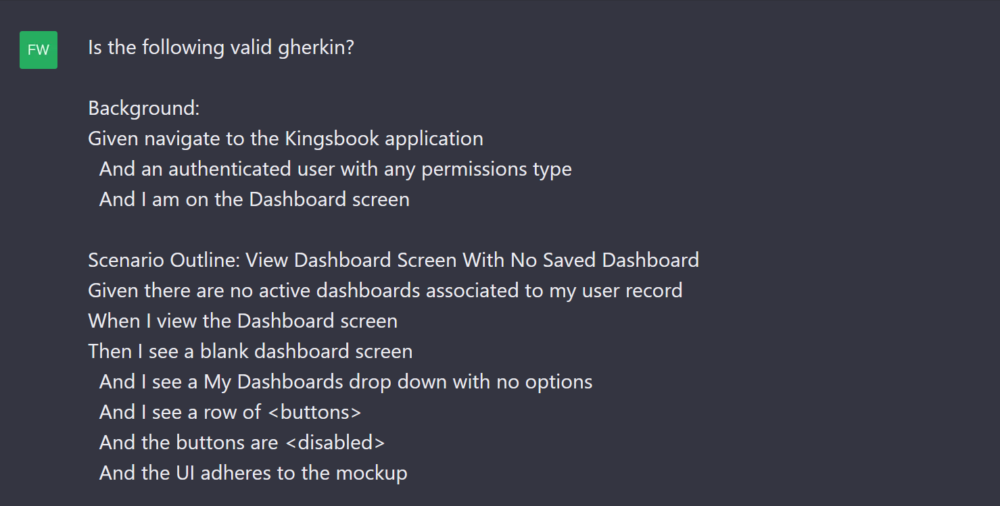 FW
Is the following valid gherkin?
Background:
Given navigate to the Kingsbook application
And an authenticated user with any permissions type
And I am on the Dashboard screen
Scenario Outline: View Dashboard Screen With No Saved Dashboard
Given there are no active dashboards associated to my user record
When I view the Dashboard screen
Then I see a blank dashboard screen
And I see a My Dashboards drop down with no options
And I see a row of <buttons>
And the buttons are <disabled>
And the UI adheres to the mockup